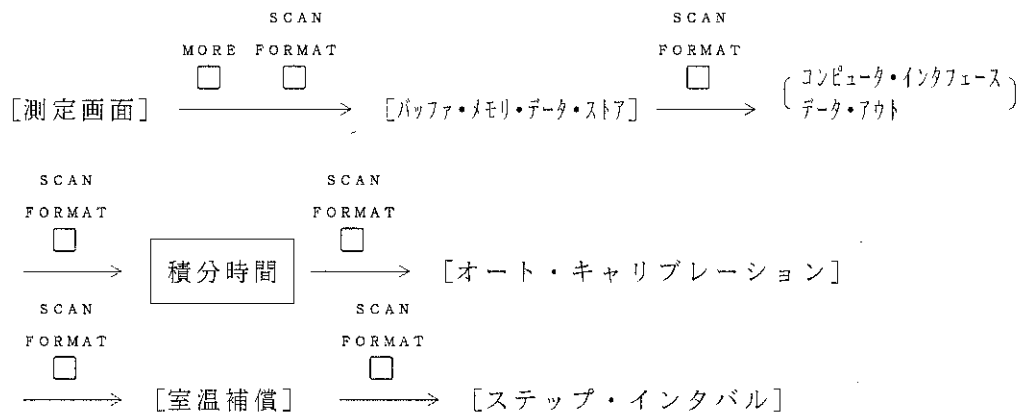 SCAN SCAN
MORE FORMAT FORMAT
[測定画面] [バッファ・メモリ・データ・ストア] コンピュータ・インタフェース
データ・アウト
SCAN SCAN
FORMAT FORMAT
積分時間 [オート・キャリブレーション]
SCAN SCAN
FORMAT FORMAT
[室温補償] [ステップ・インタバル]